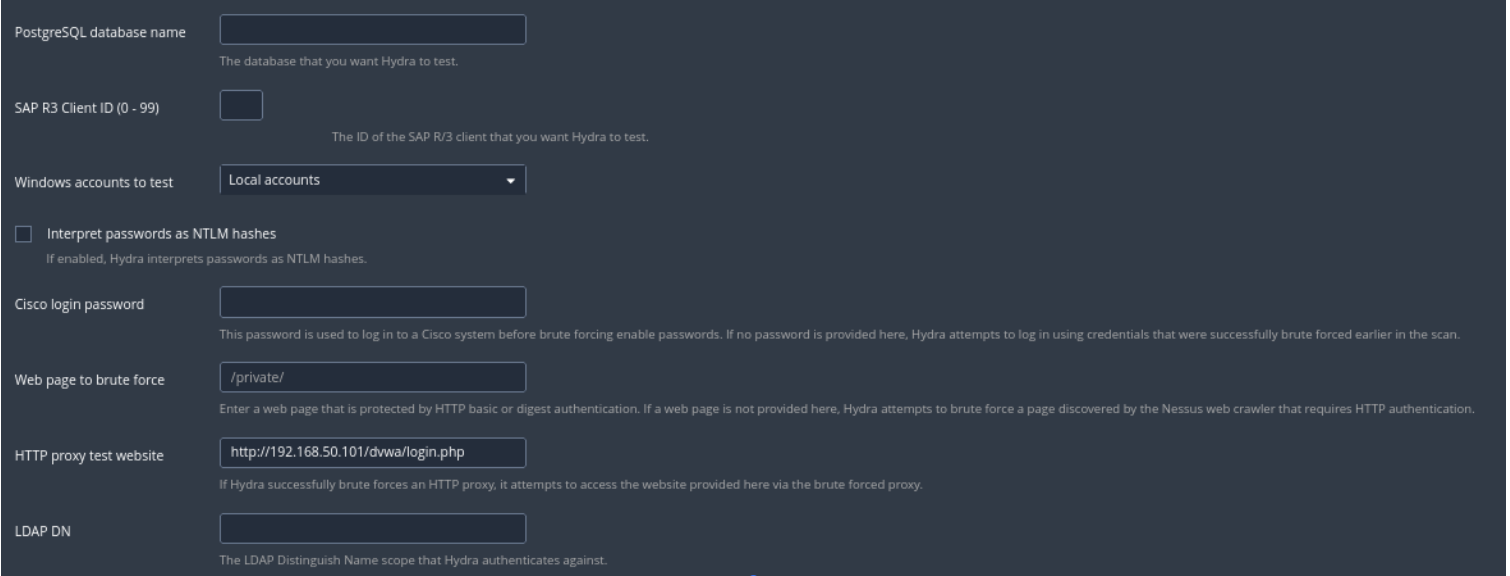 PostgreSQL database name
The database that you want Hydra to test.
SAP R3 Client ID (0 - 99)
The ID of the SAP R/3 client that you want Hydra to test.
Windows accounts to test
Local accounts
Interpret passwords as NTLM hashes
If enabled, Hydra interprets passwords as NTLM hashes.
Cisco login password
This password is used to log in to a Cisco system before brute forcing enable passwords. If no password is provided here, Hydra attempts to log in using credentials that were successfully brute forced earlier in the scan.
Web page to brute force
/private/
Enter a web page that is protected by HTTP basic or digest authentication. If a web page is not provided here, Hydra attempts to brute force a page discovered by the Nessus web crawler that requires HTTP authentication.
HTTP proxy test website
http://192.168.50.101/dvwa/login.php
If Hydra successfully brute forces an HTTP proxy, it attempts to access the website provided here via the brute forced proxy.
LDAP DN
The LDAP Distinguish Name scope that Hydra authenticates against.